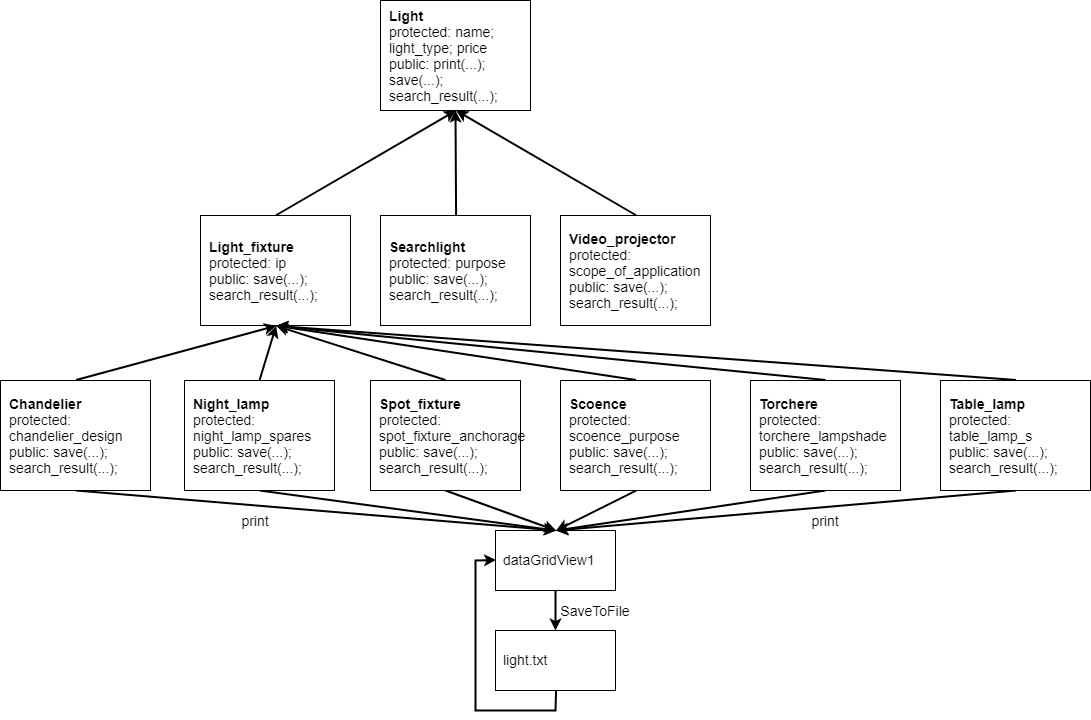 Light
protected: name;
light_type; price
public: print(...);
save(...);
search_result(...);
Light_fixture
protected: ip
public: save(...);
search_result(...);
Searchlight
protected: purpose
public: save(...);
search_result(...);
Video_projector
protected:
scope_of_application
public: save(...);
search_result(...);
Chandelier
protected:
chandelier_design
public: save(...);
search_result(...);
Night_lamp
protected:
night_lamp_spares
public: save(...);
search_result(...);
Spot_fixture
protected:
spot_fixture_anchorage
public: save(...);
search_result(...);
Scoence
protected:
scoence_purpose
public: save(...);
search_result(...);
Torchere
protected:
torchere_lampshade
public: save(...);
search_result(...);
Table_lamp
protected:
table_lamp_s
public: save(...);
search_result(...);
print
print
dataGridView1
SaveToFile
light.txt